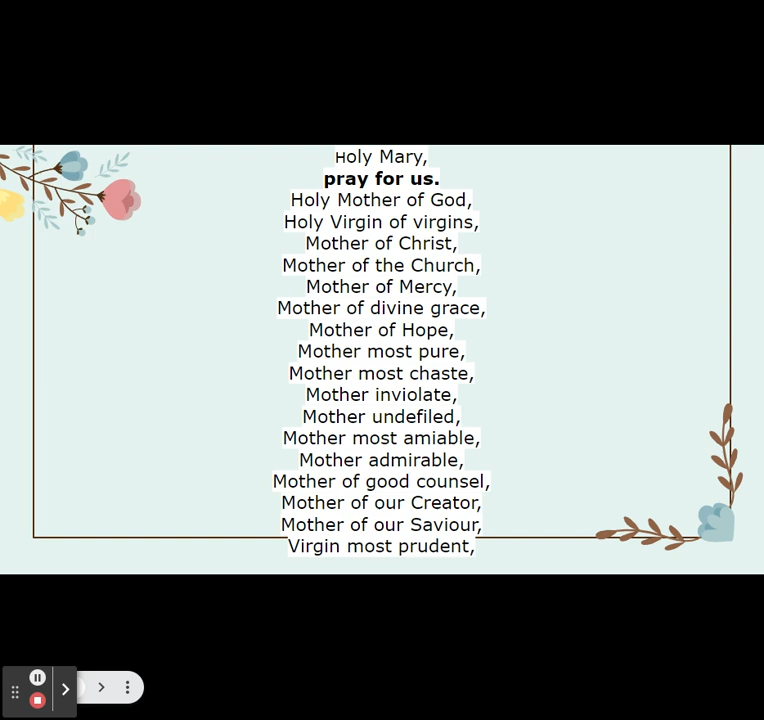 Holy Mary,
pray for us.
Holy Mother of God,
Holy Virgin of virgins,
Mother of Christ,
Mother of the Church,
Mother of Mercy,
Mother of divine grace,
Mother of Hope,
Mother most pure,
Mother most chaste,
Mother inviolate,
Mother undefiled,
Mother most amiable,
Mother admirable,
Mother of good counsel,
Mother of our Creator,
Mother of our Saviour,
Virgin most prudent,